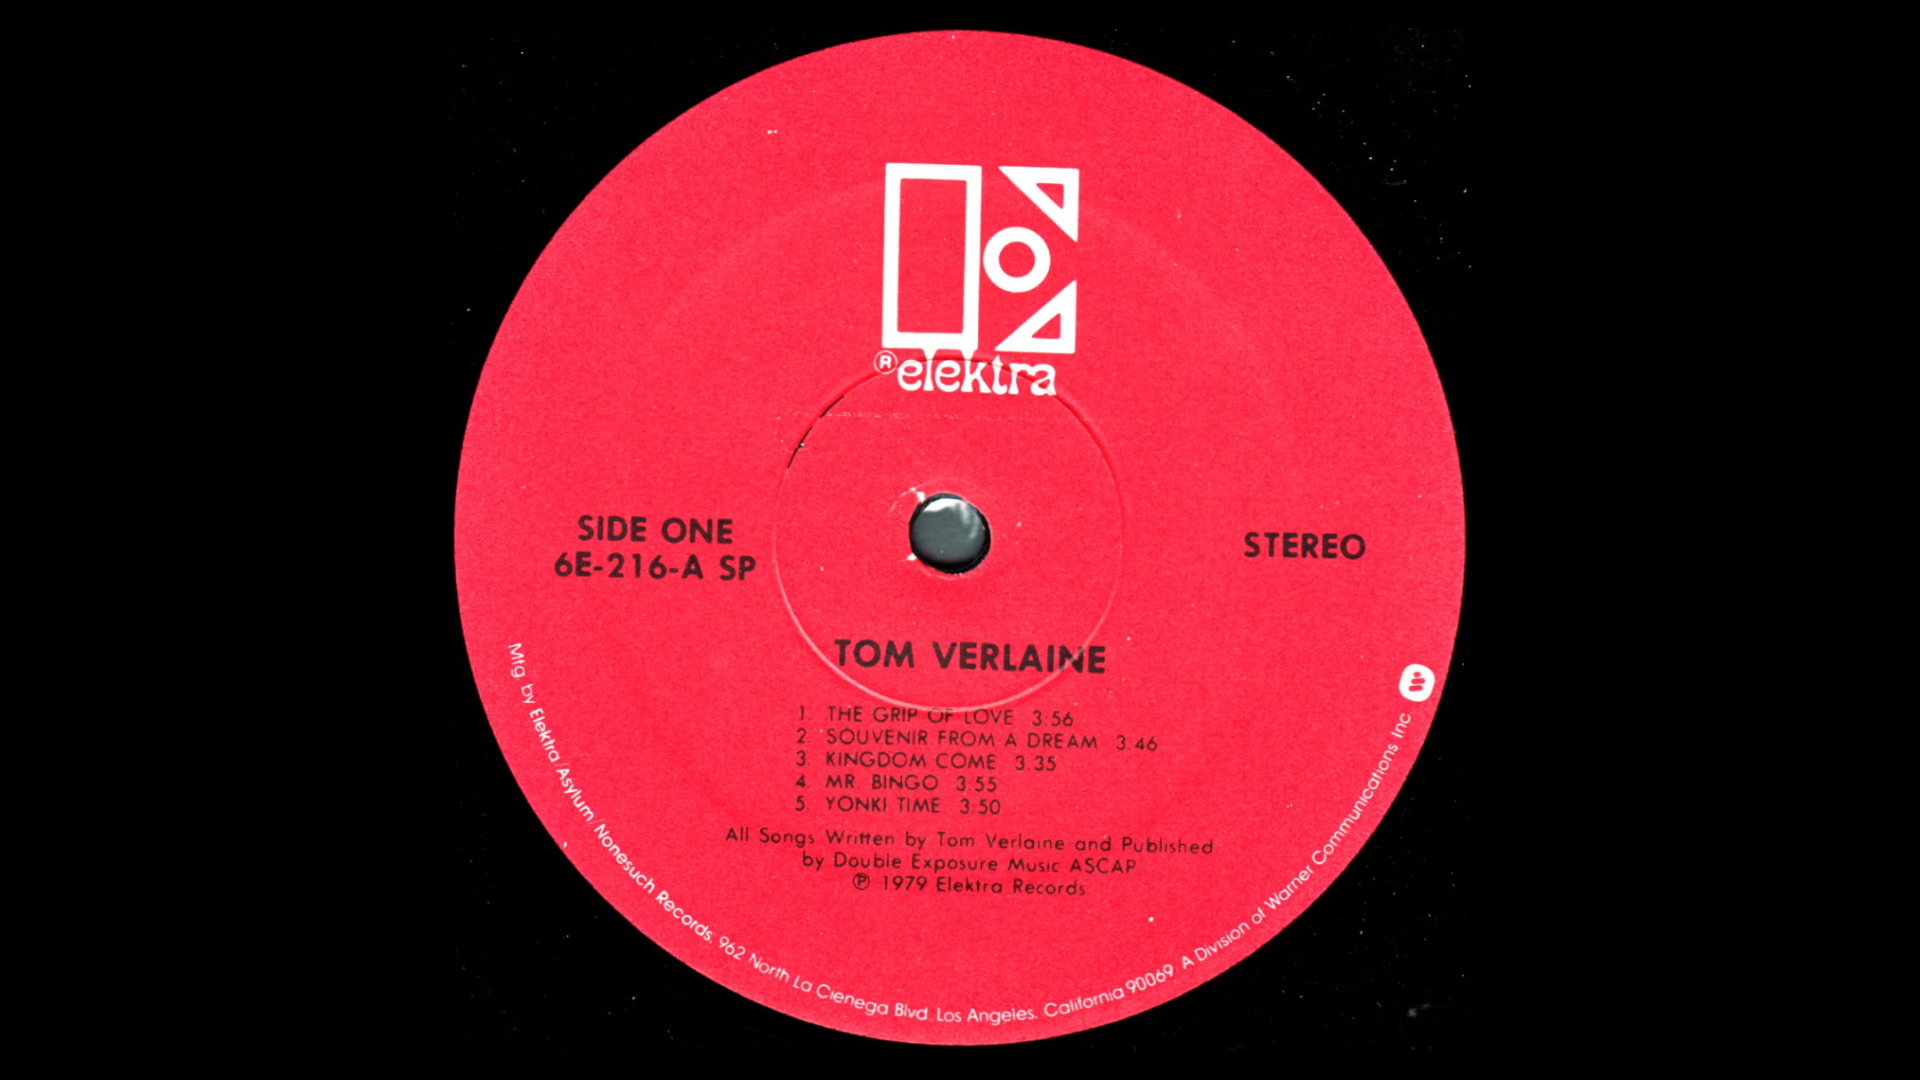 ® elektra
SIDE ONE
6E-216-A SP
STEREO
TOM VERLAINE
1. THE GRIP OF LOVE 3:56
2. SOUVENIR FROM A DREAM 3:46
3. KINGDOM COME 3:35
4. MR. BINGO 3:55
5. YONKI TIME 3:50
All Songs Written by Tom Verlaine and Published
by Double Exposure Music ASCAP
℗ 1979 Elektra Records
Mfg. by Elektra/Asylum/Nonesuch Records, 962 North La Cienega Blvd. Los Angeles, California 90069 A Division of Warner Communications Inc